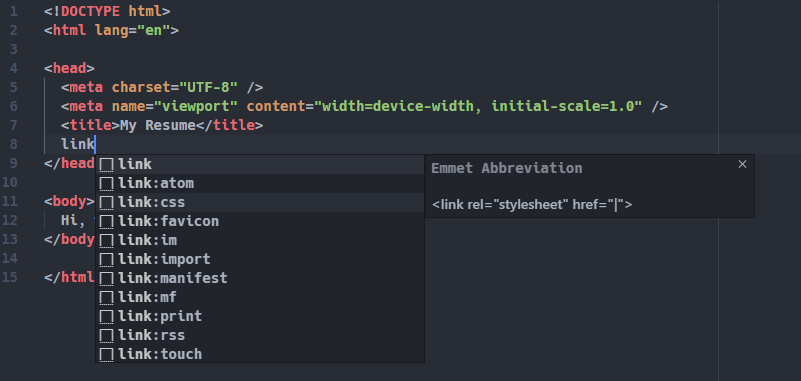 1 <!DOCTYPE html>
2 <html lang="en">
3
4 <head>
5 <meta charset="UTF-8" />
6 <meta name="viewport" content="width=device-width, initial-scale=1.0" />
7 <title>My Resume</title>
8 link
9 </head
10
11 <body>
12 Hi,
13 </body
14
15 </html
link
link:atom
link:css
link:favicon
link:im
link:import
link:manifest
link:mf
link:print
link:rss
link:touch
Emmet Abbreviation ×
<link rel="stylesheet" href="|">